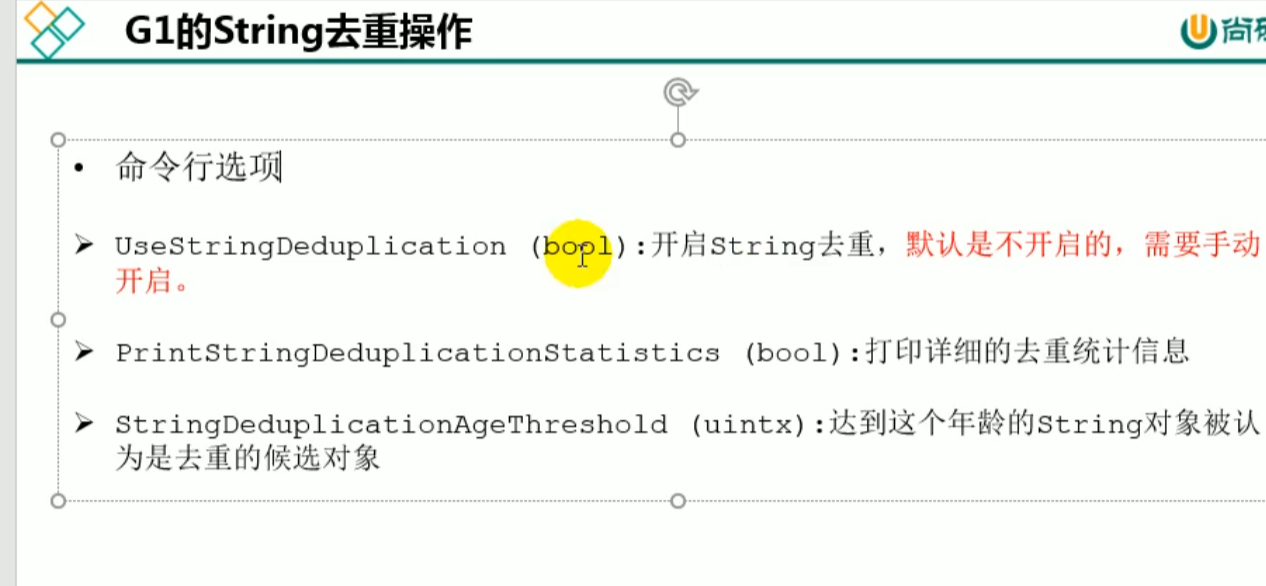 G1的String去重操作
尚
• 命令行选项
➢ UseStringDeduplication (bool):开启String去重，默认是不开启的，需要手动
开启。
➢ PrintStringDeduplicationStatistics (bool):打印详细的去重统计信息
➢ StringDeduplicationAgeThreshold (uintx):达到这个年龄的String对象被认
为是去重的候选对象